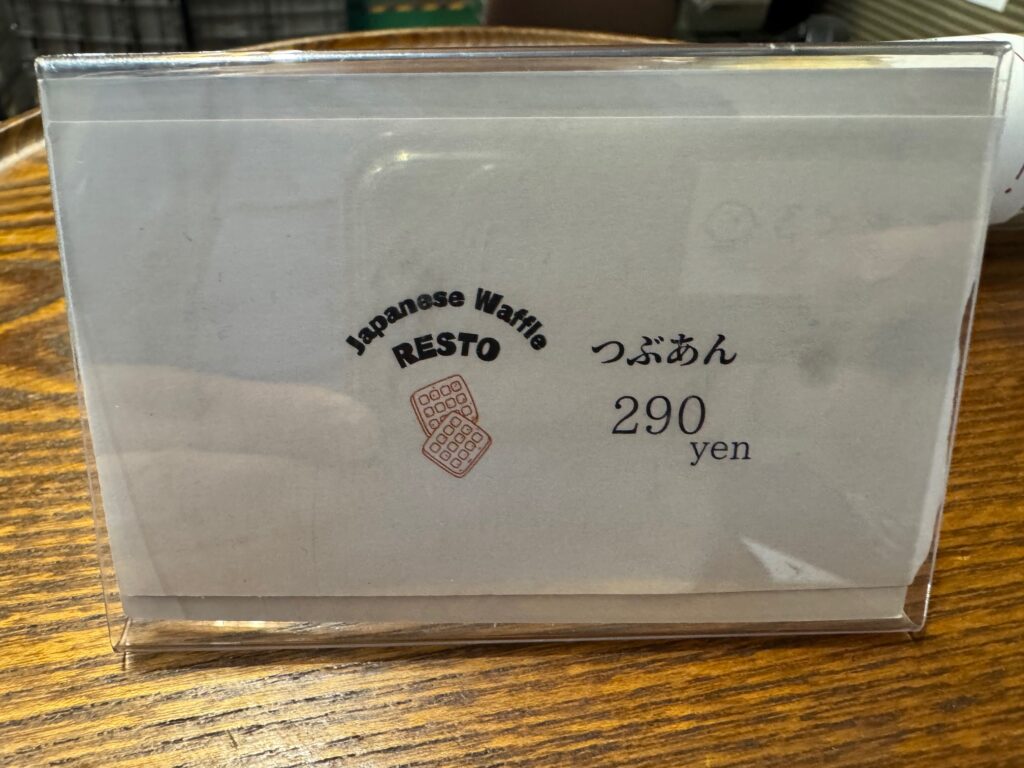 Japanese Waffle
RESTO
つぶあん
290
yen